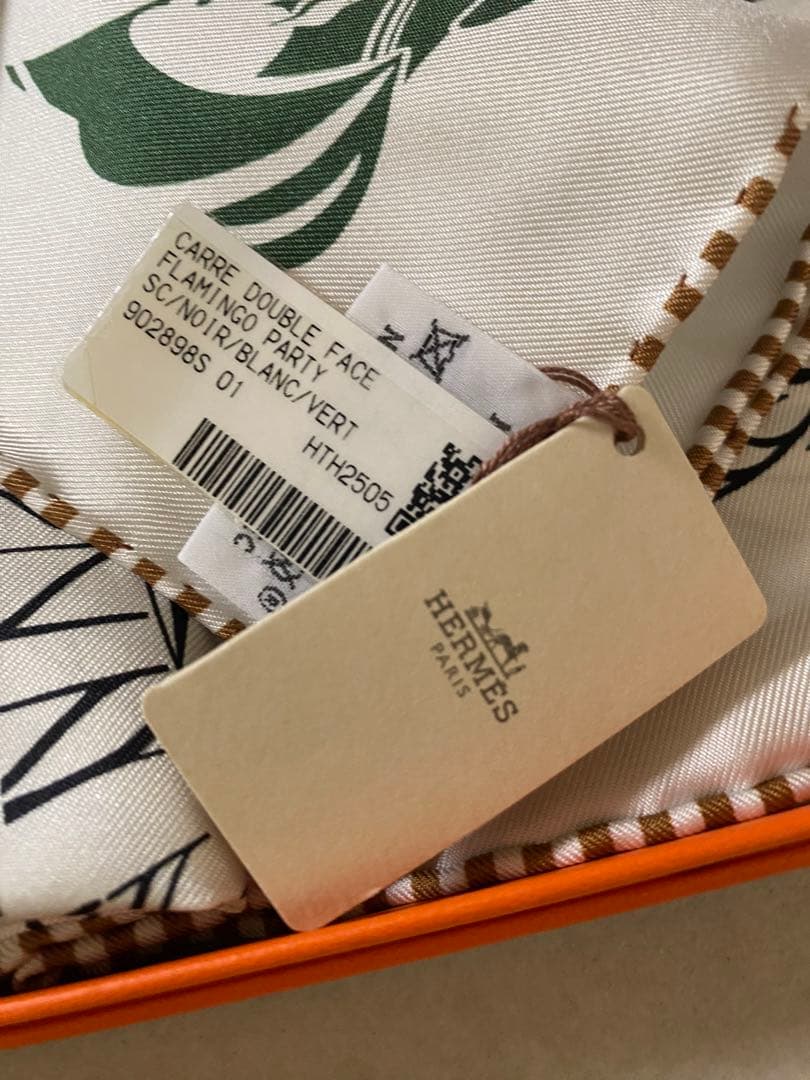 CARRE DOUBLE FACE
FLAMINGO PARTY
SC/NOIR/BLANC/VERT
902898S 01
HTH2505
HERMES
PARIS